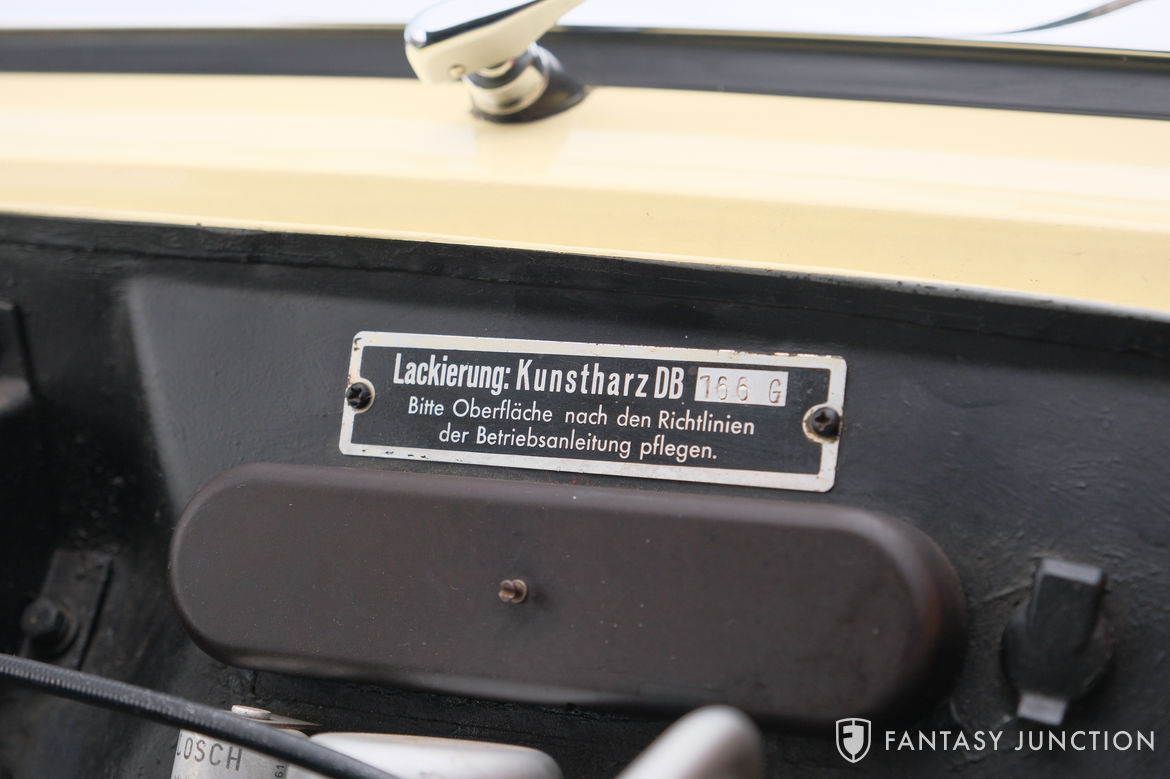 Lackierung: Kunstharz DB 166 G
Bitte Oberfläche nach den Richtlinien
der Betriebsanleitung pflegen.
FANTASY JUNCTION